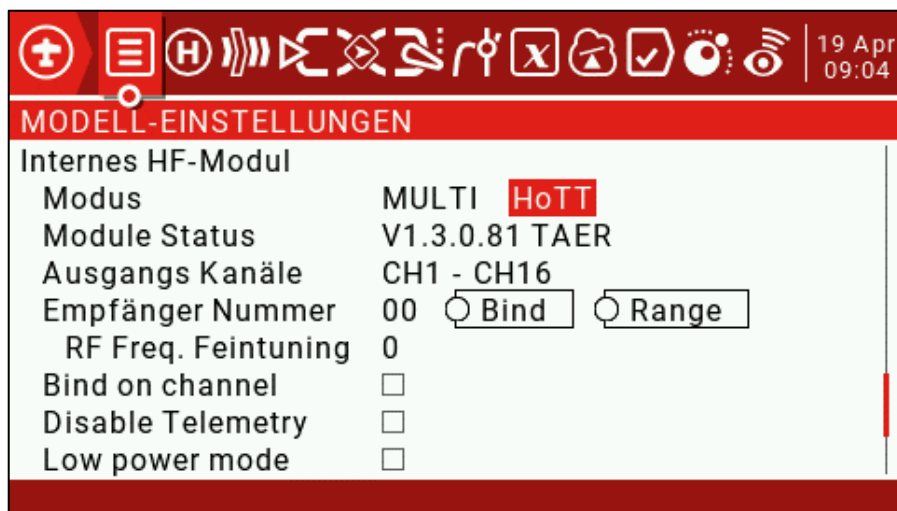 19 Apr
09:04
MODELL-EINSTELLUNGEN
Internes HF-Modul
Modus MULTI HoTT
Module Status V1.3.0.81 TAER
Ausgangs Kanäle CH1 - CH16
Empfänger Nummer 00 Bind Range
RF Freq. Feintuning 0
Bind on channel
Disable Telemetry
Low power mode